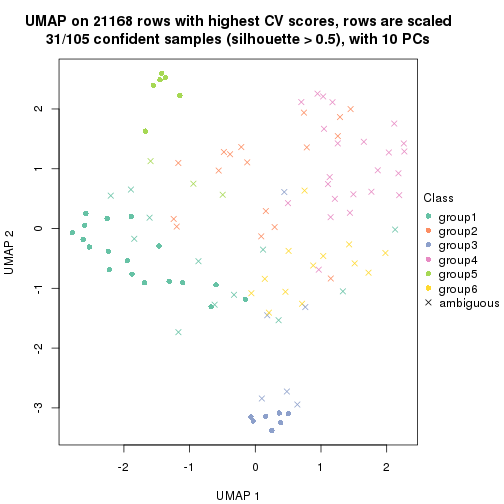 UMAP on 21168 rows with highest CV scores, rows are scaled
31/105 confident samples (silhouette > 0.5), with 10 PCs
2
1
0
-1
-2
-3
UMAP 2
-2 -1 0 1 2
UMAP 1
Class
group1
group2
group3
group4
group5
group6
ambiguous